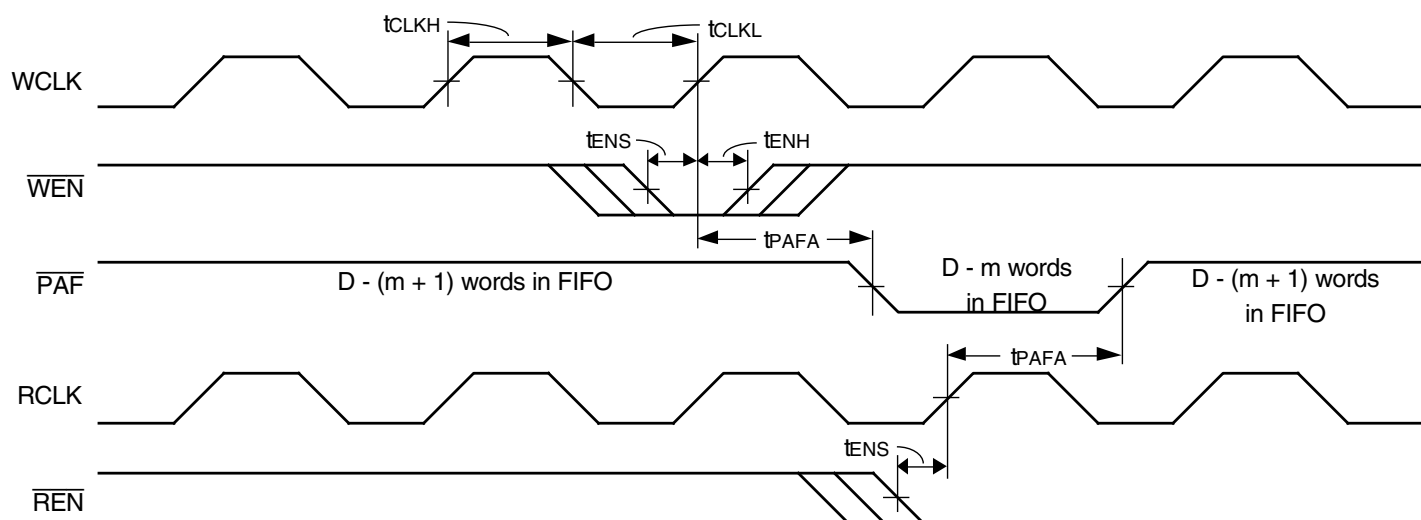 tCLKH
tCLKL
WCLK
tENS
tENH
WEN
tPAFA
PAF
D - (m + 1) words in FIFO
D - m words
in FIFO
D - (m + 1) words
in FIFO
tPAFA
RCLK
tENS
REN